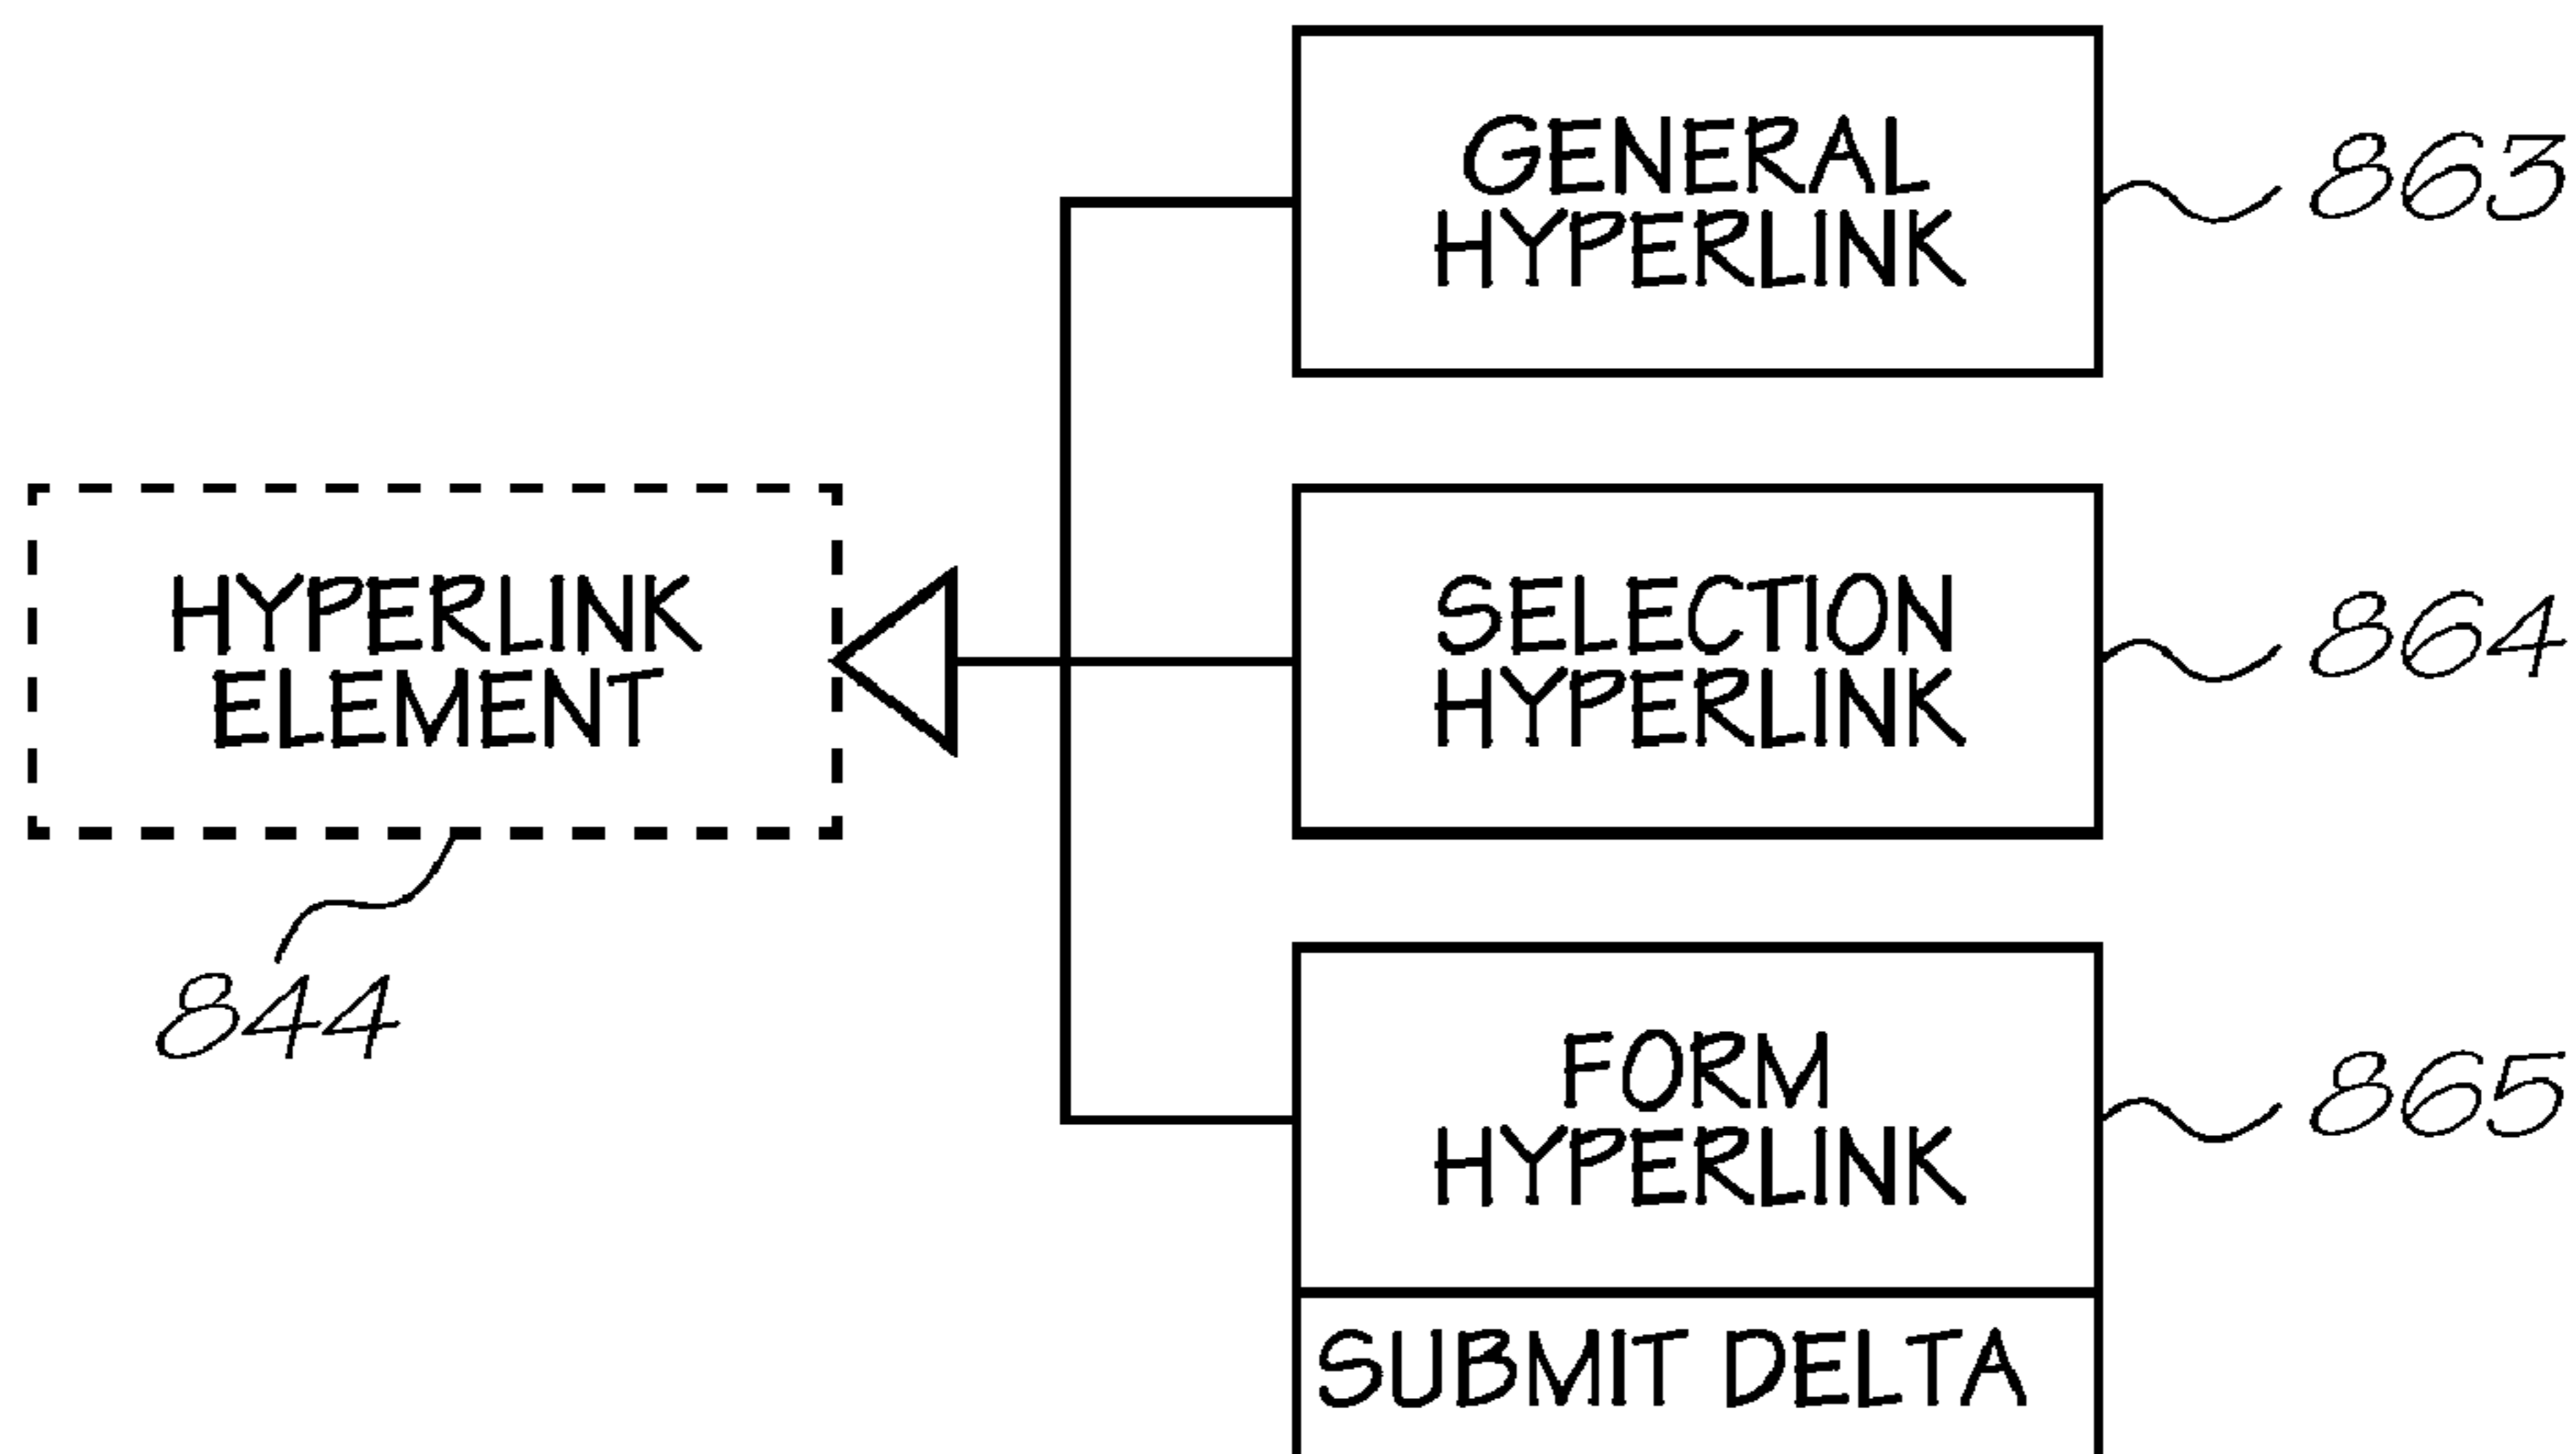 GENERAL
HYPERLINK
863
HYPERLINK
ELEMENT
844
SELECTION
HYPERLINK
864
FORM
HYPERLINK
865
SUBMIT DELTA